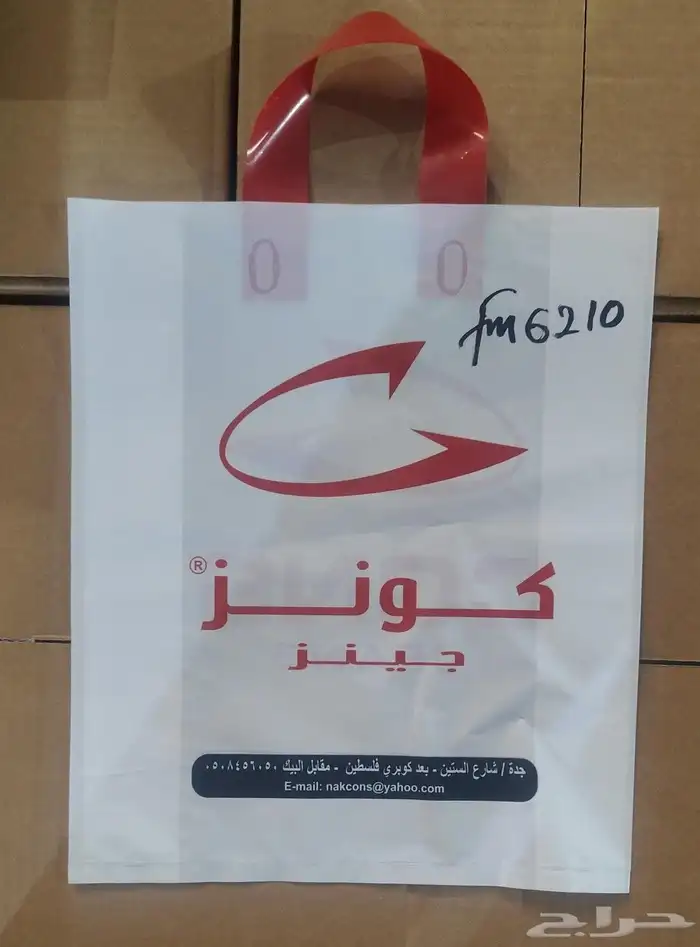 fm6210
كونز®
جينز
جدة / شارع الستين - بعد كوبري فلسطين - مقابل البيك ٠٥٠٨٤٥٦٠٥٠
E-mail: nakcons@yahoo.com
حراج